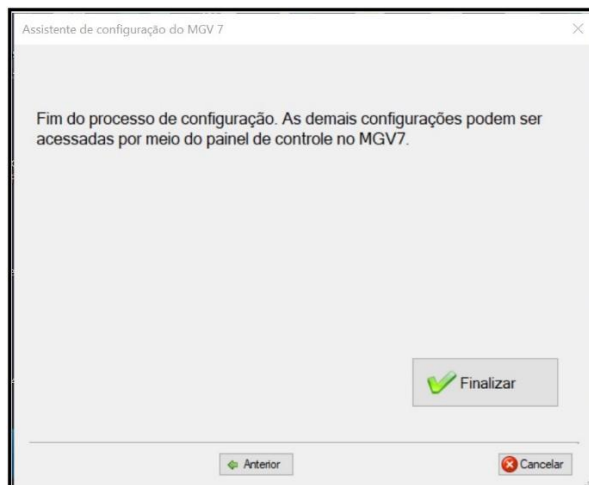 Assistente de configuração do MGV 7
Fim do processo de configuração. As demais configurações podem ser
acessadas por meio do painel de controle no MGV7.
Finalizar
Anterior
Cancelar